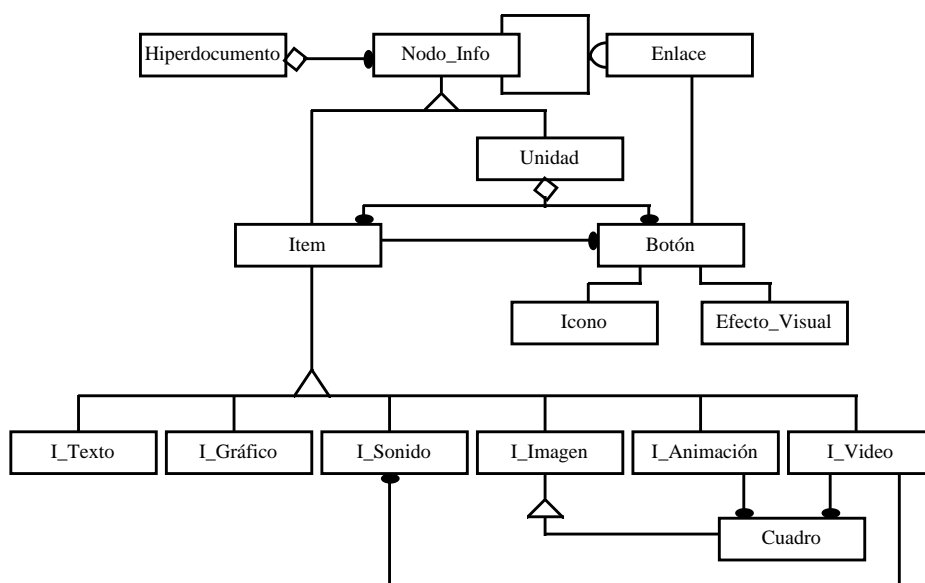 Hiperdocumento
Nodo_Info
Enlace
Unidad
Item
Botón
Icono
Efecto_Visual
I_Texto
I_Gráfico
I_Sonido
I_Imagen
I_Animación
I_Video
Cuadro